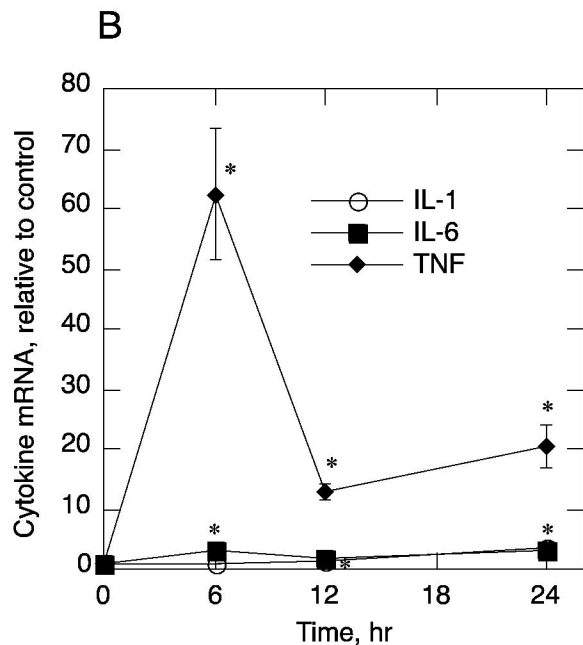 B
Cytokine mRNA, relative to control
80
70
60
50
40
30
20
10
0
IL-1
IL-6
TNF
*
*
*
*
*
*
0 6 12 18 24
Time, hr